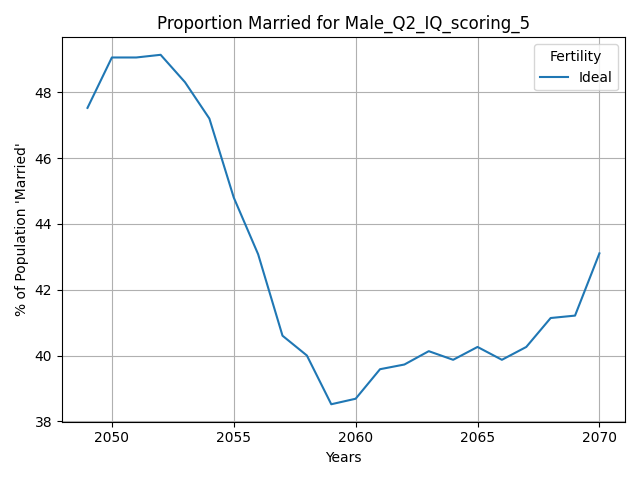 Proportion Married for Male_Q2_IQ_scoring_5
Fertility
Ideal
% of Population 'Married'
48
46
44
42
40
38
2050 2055 2060 2065 2070
Years